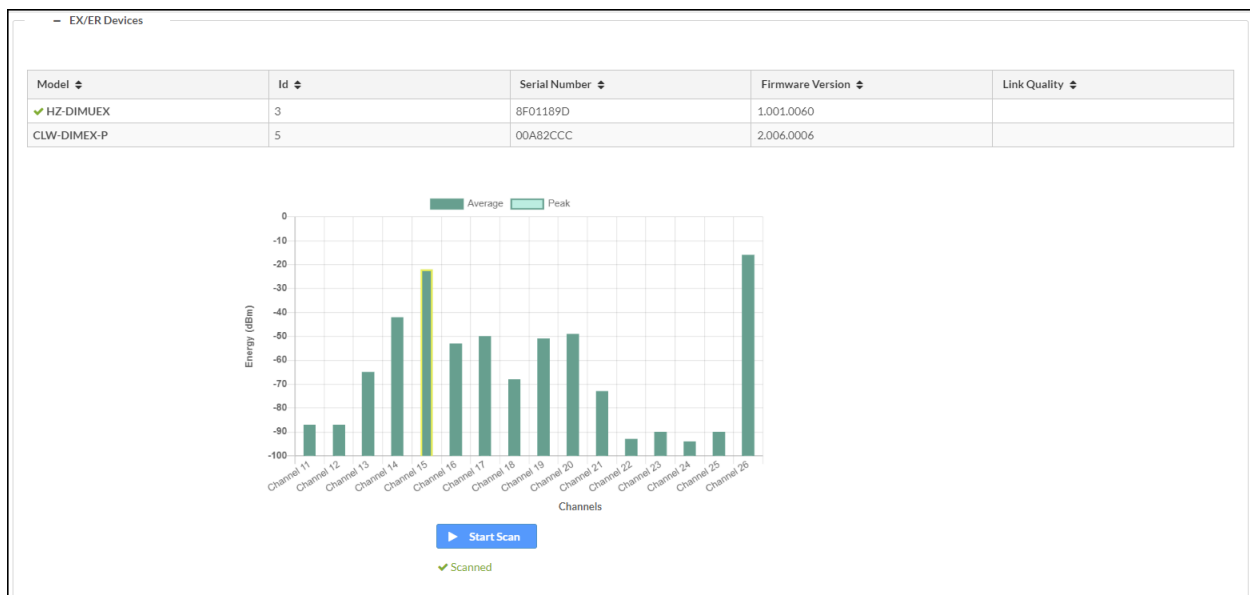 − EX/ER Devices
Model Id Serial Number Firmware Version Link Quality
✔ HZ-DIMUEX 3 8F01189D 1.001.0060
CLW-DIMEX-P 5 00A82CCC 2.006.0006
Average Peak
0
-10
-20
-30
-40
-50
-60
-70
-80
-90
-100
Energy (dBm)
Channel 11 Channel 12 Channel 13 Channel 14 Channel 15 Channel 16 Channel 17 Channel 18 Channel 19 Channel 20 Channel 21 Channel 22 Channel 23 Channel 24 Channel 25 Channel 26
Channels
Start Scan
✔ Scanned